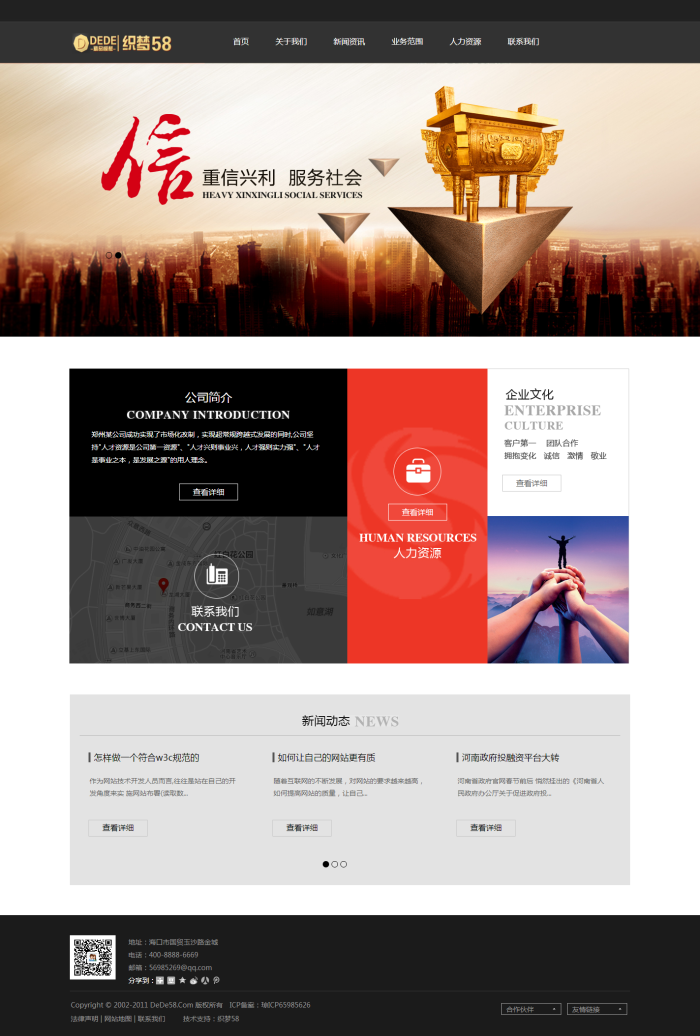 DEDE 织梦58
首页 关于我们 新闻资讯 业务范围 人力资源 联系我们
信
重信兴利 服务社会
HEAVY XINXINGLI SOCIAL SERVICES
公司简介
COMPANY INTRODUCTION
郑州某公司成功实现了市场化改制，实现超常规跨越式发展的同时,公司坚
持"人才资源是公司第一资源"、"人才兴则事业兴，人才强则实力强"、"人才
是事业之本，是发展之源"的用人理念。
查看详细
联系我们
CONTACT US
查看详细
HUMAN RESOURCES
人力资源
企业文化
ENTERPRISE
CULTURE
客户第一 团队合作
拥抱变化 诚信 激情 敬业
查看详细
新闻动态 NEWS
怎样做一个符合w3c规范的
作为网站技术开发人员而言,往往是站在自己的开
发角度来实 施网站布署(读取数...
查看详细
如何让自己的网站更有质
随着互联网的不断发展，对网站的要求越来越高，
如何提高网站的质量，让自己...
查看详细
河南政府投融资平台大转
河南省政府官网春节前后 悄然挂出的《河南省人
民政府办公厅关于促进政府投...
查看详细
地址：海口市国贸玉沙路金城
电话：400-8888-6669
邮箱：56985269@qq.com
分享到：
Copyright © 2002-2011 DeDe58.Com 版权所有 ICP备案：琼ICP65985626
法律声明 | 网站地图 | 联系我们 技术支持：织梦58
合作伙伴
友情链接